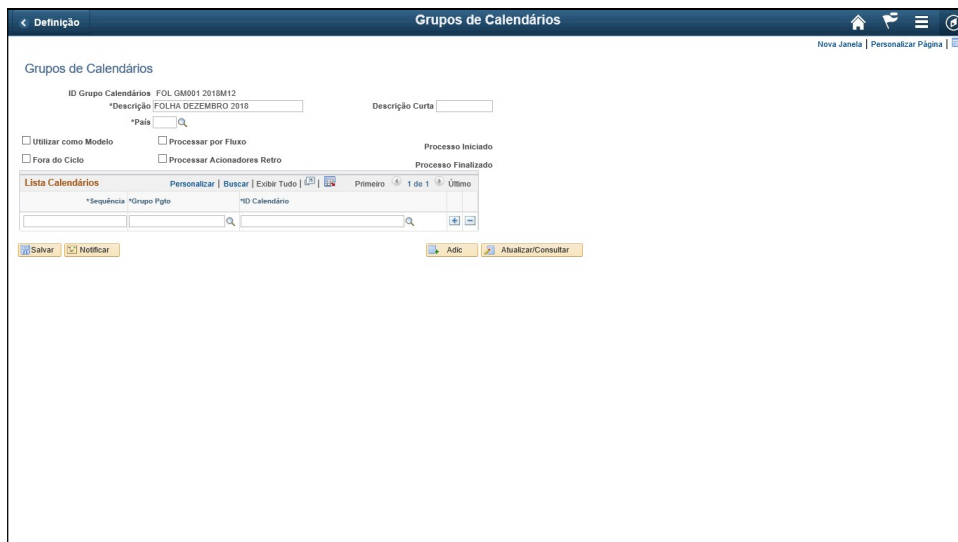 Definição
Grupos de Calendários
Nova Janela | Personalizar Página |
Grupos de Calendários
ID Grupo Calendários FOL GM001 2018M12
*Descrição FOLHA DEZEMBRO 2018 Descrição Curta
*País
Utilizar como Modelo Processar por Fluxo Processo Iniciado
Fora do Ciclo Processar Acionadores Retro Processo Finalizado
Lista Calendários Personalizar | Buscar | Exibir Tudo | | Primeiro 1 de 1 Último
*Sequência *Grupo Pgto *ID Calendário
Salvar Notificar Adic Atualizar/Consultar